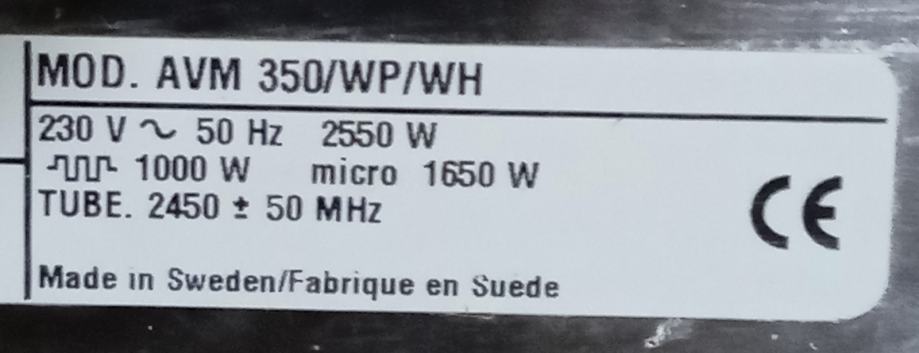 MOD. AVM 350/WP/WH
230 V ~ 50 Hz 2550 W
1000 W micro 1650 W
TUBE. 2450 ± 50 MHz
CE
Made in Sweden/Fabrique en Suede